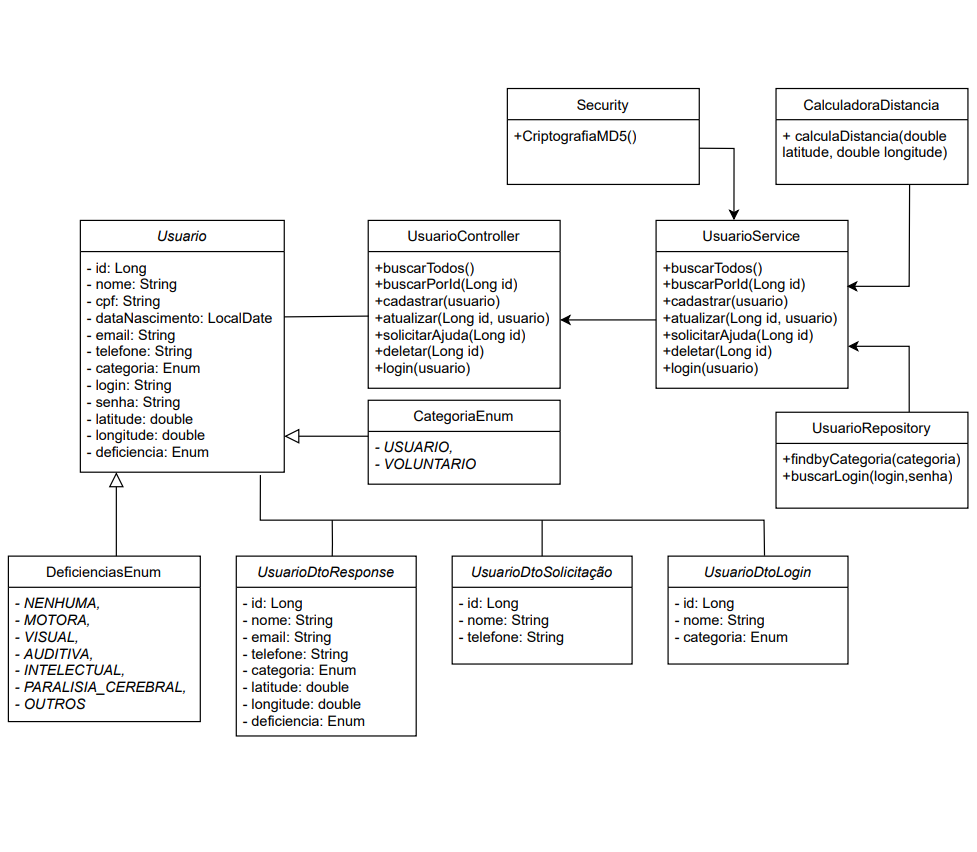 Security
+CriptografiaMD5()
CalculadoraDistancia
+ calculaDistancia(double
latitude, double longitude)
Usuario
- id: Long
- nome: String
- cpf: String
- dataNascimento: LocalDate
- email: String
- telefone: String
- categoria: Enum
- login: String
- senha: String
- latitude: double
- longitude: double
- deficiencia: Enum
UsuarioController
+buscarTodos()
+buscarPorId(Long id)
+cadastrar(usuario)
+atualizar(Long id, usuario)
+solicitarAjuda(Long id)
+deletar(Long id)
+login(usuario)
UsuarioService
+buscarTodos()
+buscarPorId(Long id)
+cadastrar(usuario)
+atualizar(Long id, usuario)
+solicitarAjuda(Long id)
+deletar(Long id)
+login(usuario)
CategoriaEnum
- USUARIO,
- VOLUNTARIO
UsuarioRepository
+findbyCategoria(categoria)
+buscarLogin(login,senha)
DeficienciasEnum
- NENHUMA,
- MOTORA,
- VISUAL,
- AUDITIVA,
- INTELECTUAL,
- PARALISIA_CEREBRAL,
- OUTROS
UsuarioDtoResponse
- id: Long
- nome: String
- email: String
- telefone: String
- categoria: Enum
- latitude: double
- longitude: double
- deficiencia: Enum
UsuarioDtoSolicitação
- id: Long
- nome: String
- telefone: String
UsuarioDtoLogin
- id: Long
- nome: String
- categoria: Enum